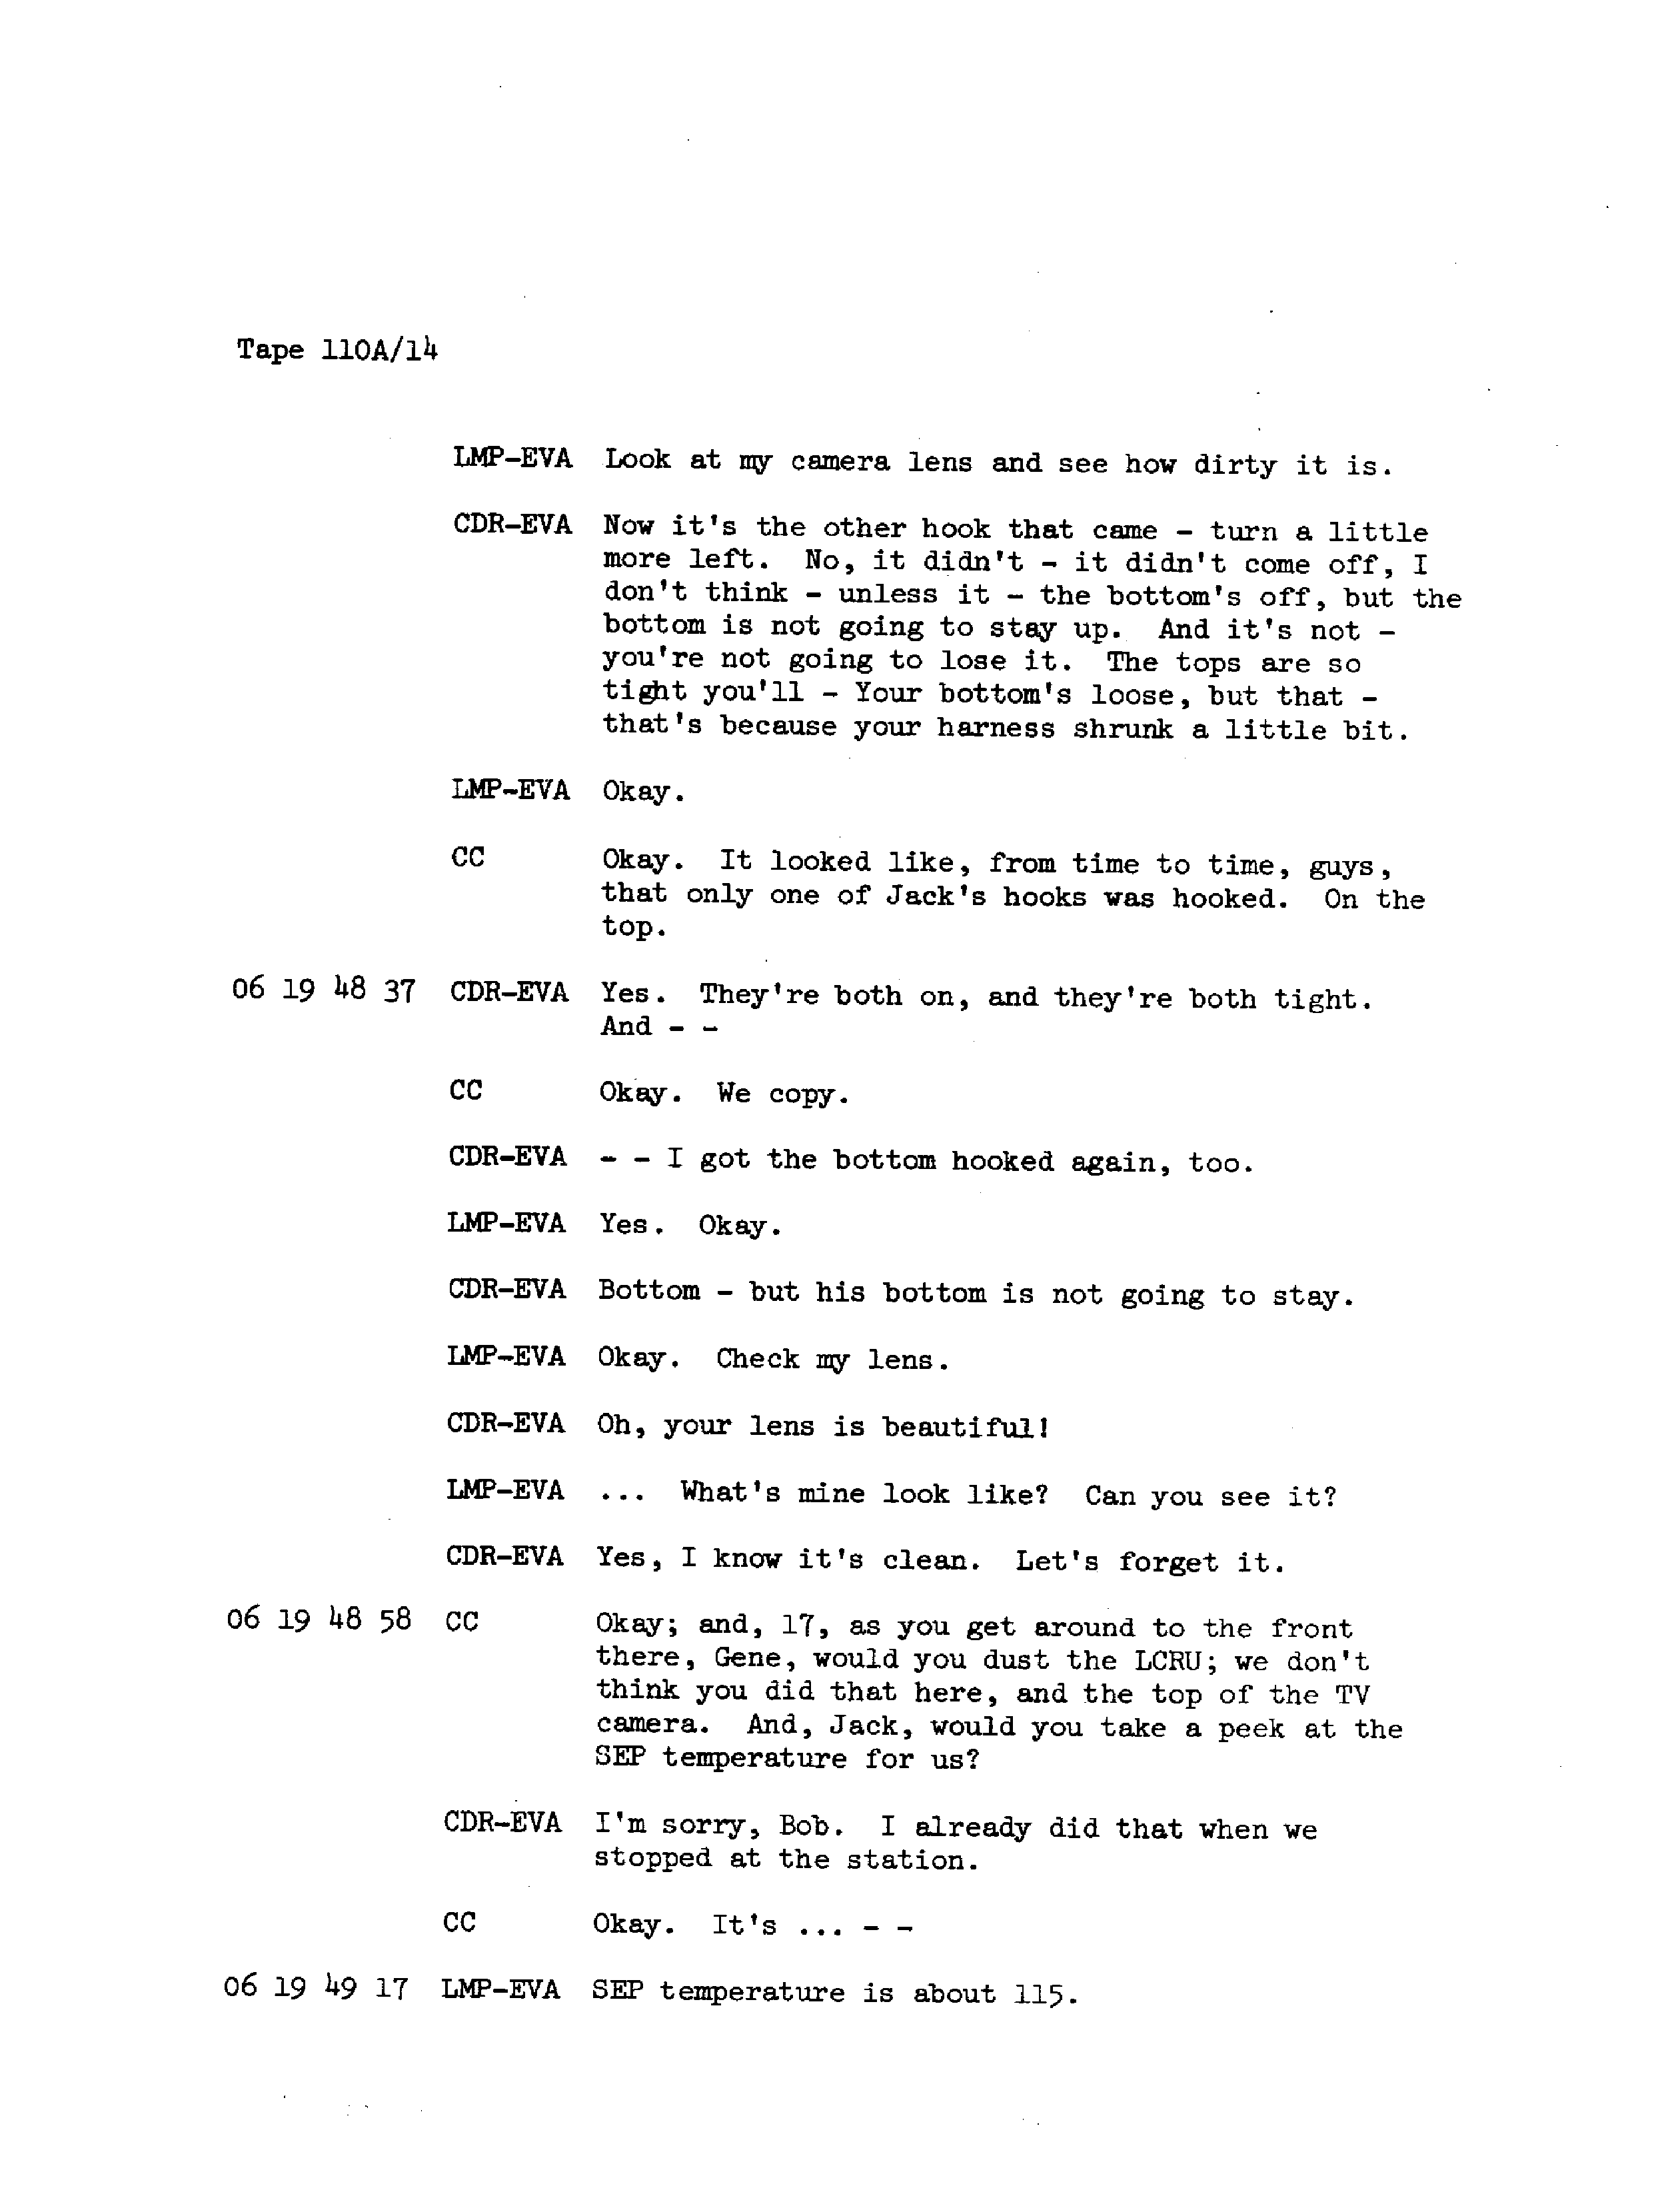 Tape 110A/14
LMP-EVA Look at my camera lens and see how dirty it is.
CDR-EVA Now it's the other hook that came - turn a little
more left. No, it didn't - it didn't come off, I
don't think - unless it - the bottom's off, but the
bottom is not going to stay up. And it's not -
you're not going to lose it. The tops are so
tight you'll - Your bottom's loose, but that -
that's because your harness shrunk a little bit.
LMP-EVA Okay.
CC Okay. It looked like, from time to time, guys,
that only one of Jack's hooks was hooked. On the
top.
06 19 48 37 CDR-EVA Yes. They're both on, and they're both tight.
And - -
CC Okay. We copy.
CDR-EVA - - I got the bottom hooked again, too.
LMP-EVA Yes. Okay.
CDR-EVA Bottom - but his bottom is not going to stay.
LMP-EVA Okay. Check my lens.
CDR-EVA Oh, your lens is beautiful!
LMP-EVA ... What's mine look like? Can you see it?
CDR-EVA Yes, I know it's clean. Let's forget it.
06 19 48 58 CC Okay; and, 17, as you get around to the front
there, Gene, would you dust the LCRU; we don't
think you did that here, and the top of the TV
camera. And, Jack, would you take a peek at the
SEP temperature for us?
CDR-EVA I'm sorry, Bob. I already did that when we
stopped at the station.
CC Okay. It's ... - -
06 19 49 17 LMP-EVA SEP temperature is about 115.